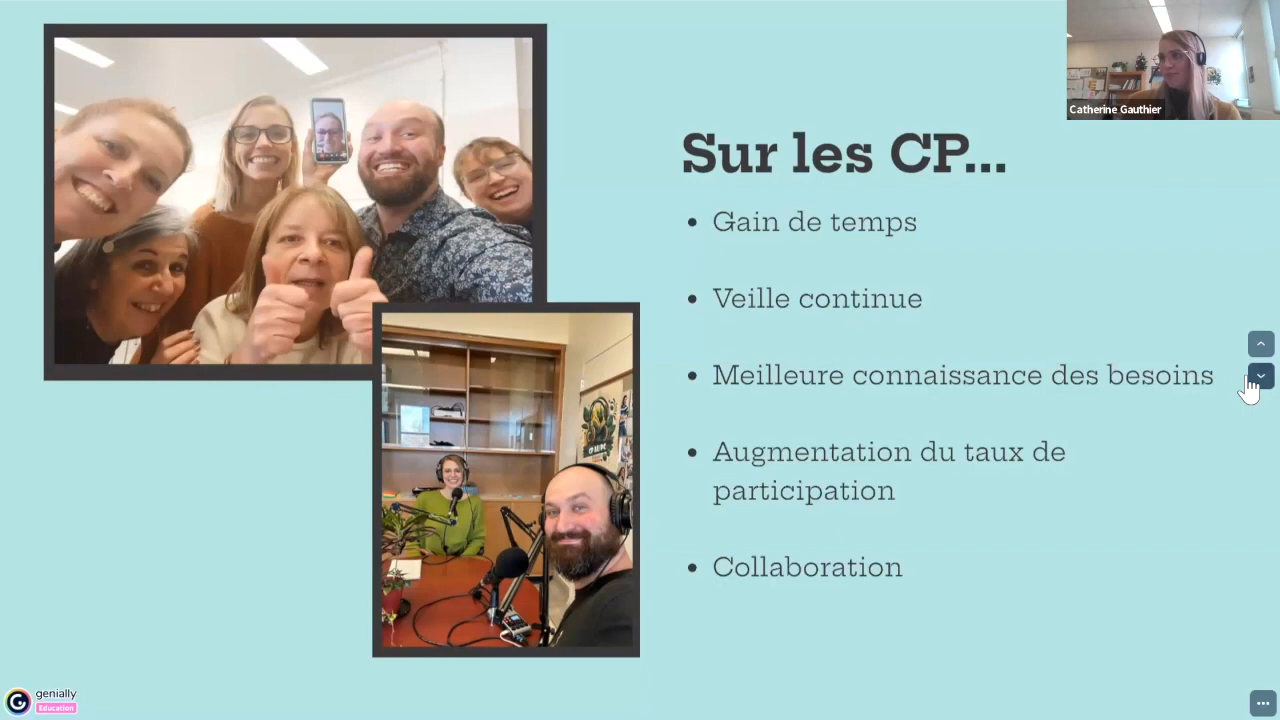 Catherine Gauthier
Sur les CP...
• Gain de temps
• Veille continue
• Meilleure connaissance des besoins
• Augmentation du taux de
participation
• Collaboration
genially
Education